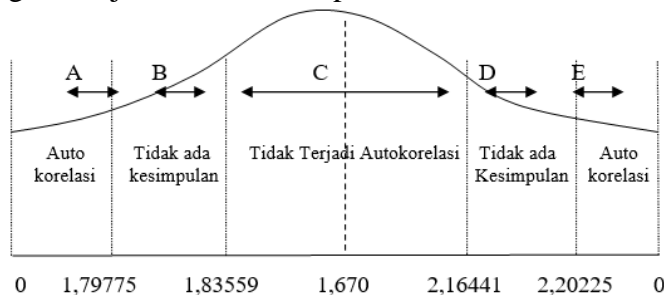 A B C D E
Auto korelasi
Tidak ada kesimpulan
Tidak Terjadi Autokorelasi
Tidak ada Kesimpulan
Auto korelasi
0 1,79775 1,83559 1,670 2,16441 2,20225 0